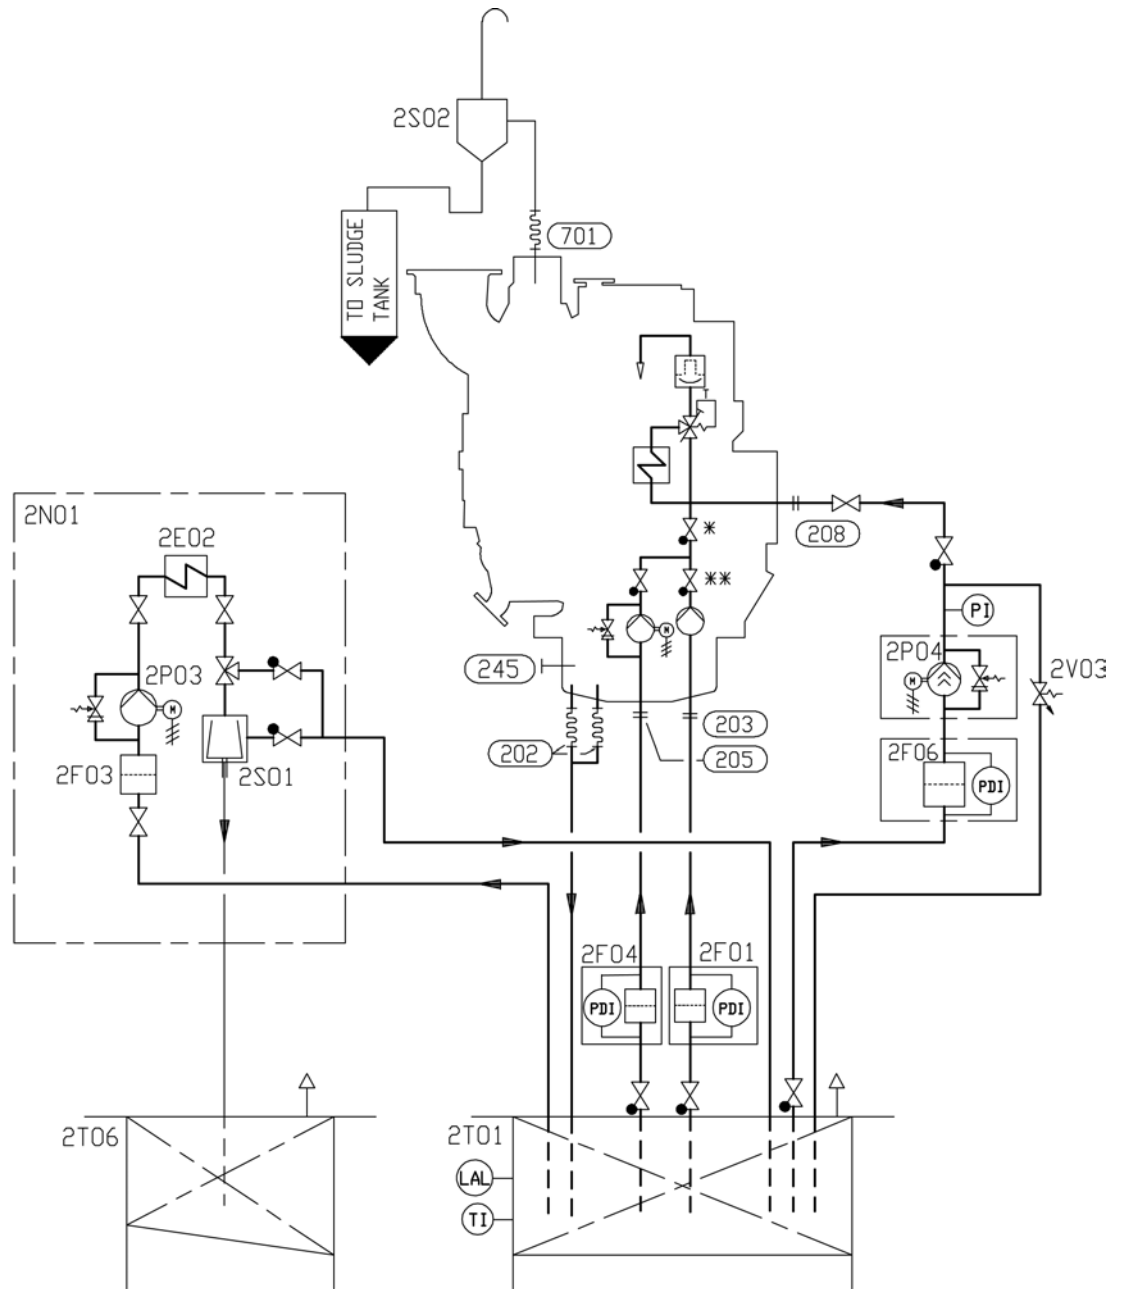 2S02
701
TO SLUDGE
TANK
T
2N01
2E02
208
*
**
PI
M
2P03
M
245
2P04
M
2V03
203
202
205
2F03
2S01
2F06
PDI
2F04
2F01
PDI
PDI
2T06
2T01
LAL
TI